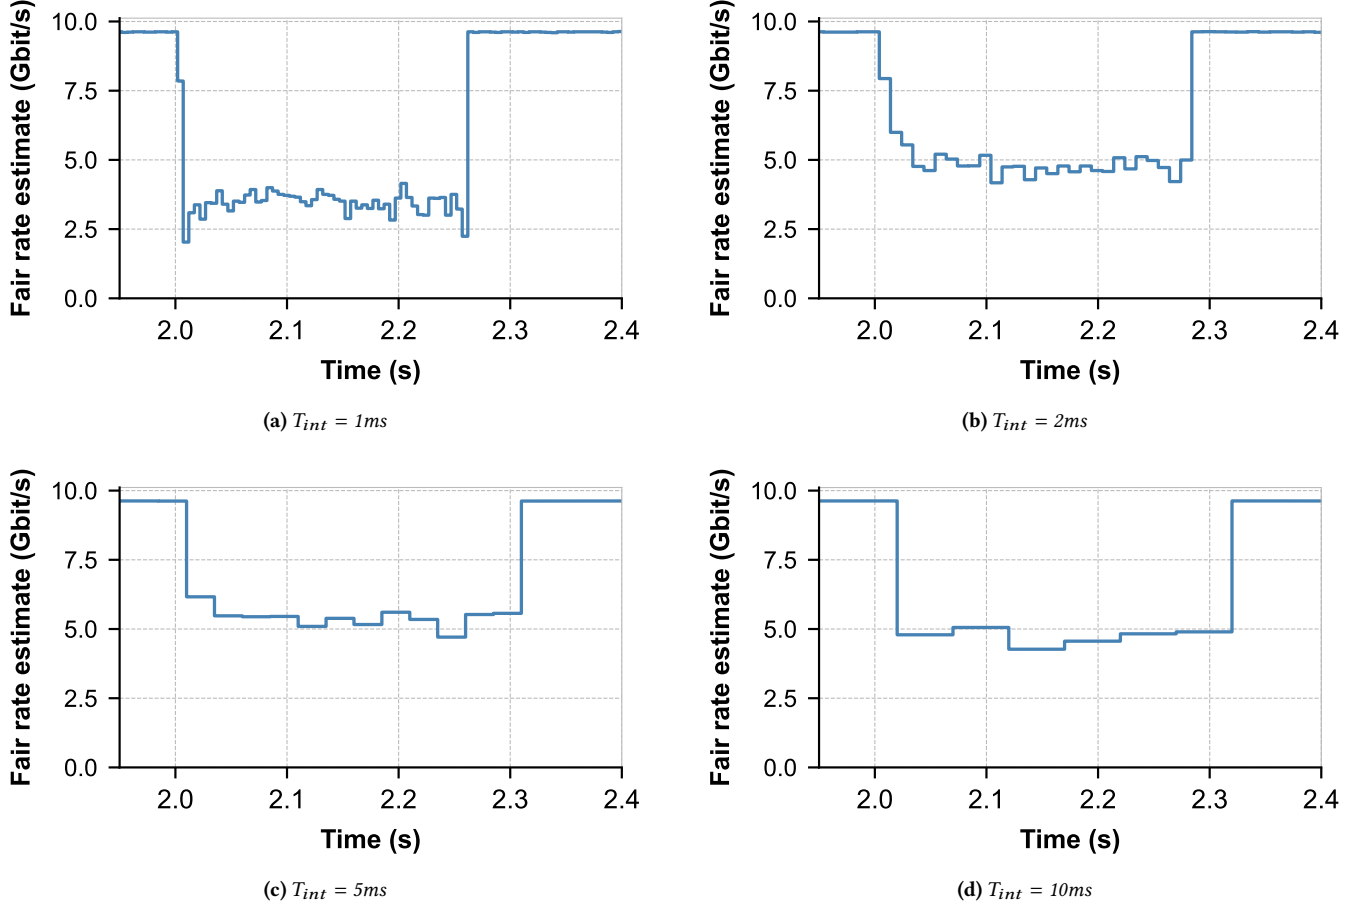 Fair rate estimate (Gbit/s)
10.0
7.5
5.0
2.5
0.0
2.0 2.1 2.2 2.3 2.4
Time (s)
(a) T_int = 1ms
Fair rate estimate (Gbit/s)
10.0
7.5
5.0
2.5
0.0
2.0 2.1 2.2 2.3 2.4
Time (s)
(b) T_int = 2ms
Fair rate estimate (Gbit/s)
10.0
7.5
5.0
2.5
0.0
2.0 2.1 2.2 2.3 2.4
Time (s)
(c) T_int = 5ms
Fair rate estimate (Gbit/s)
10.0
7.5
5.0
2.5
0.0
2.0 2.1 2.2 2.3 2.4
Time (s)
(d) T_int = 10ms